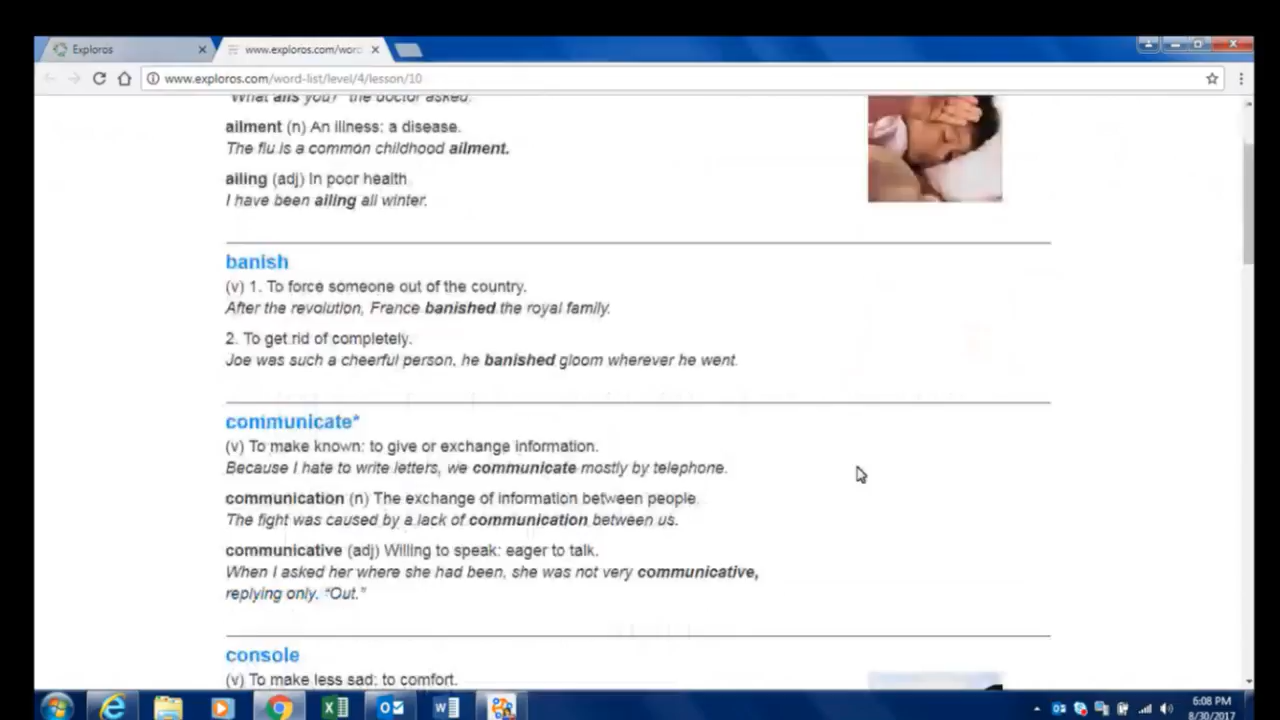 Exploros
www.exploros.com/word
www.exploros.com/word-list/level/4/lesson/10
"What ails you?" the doctor asked.
ailment (n) An illness; a disease.
The flu is a common childhood ailment.
ailing (adj) In poor health
I have been ailing all winter.
banish
(v) 1. To force someone out of the country.
After the revolution, France banished the royal family.
2. To get rid of completely.
Joe was such a cheerful person, he banished gloom wherever he went.
communicate*
(v) To make known; to give or exchange information.
Because I hate to write letters, we communicate mostly by telephone.
communication (n) The exchange of information between people.
The fight was caused by a lack of communication between us.
communicative (adj) Willing to speak; eager to talk.
When I asked her where she had been, she was not very communicative,
replying only. "Out."
console
(v) To make less sad; to comfort.
6:08 PM
8/30/2017